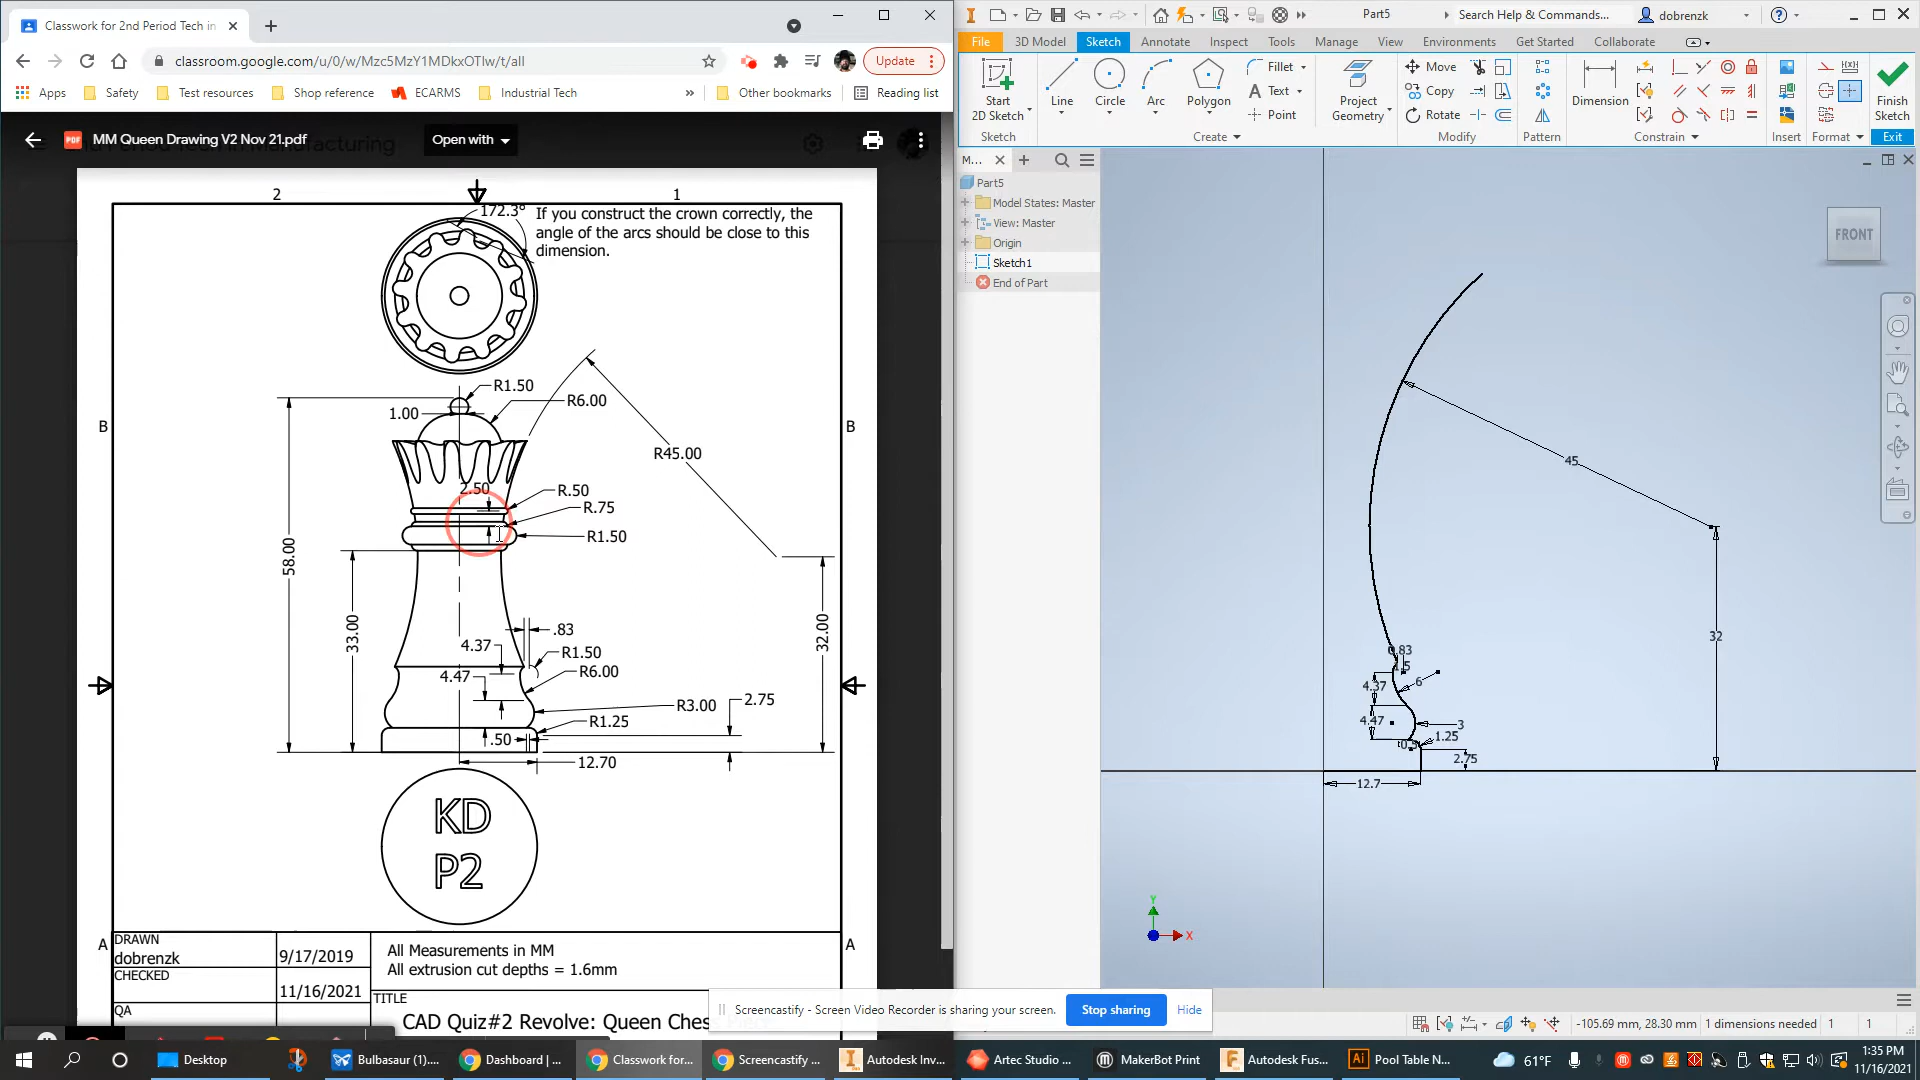 Classwork for 2nd Period Tech in
classroom.google.com/u/0/w/Mzc5MzY1MDkxOTIw/t/all
Update
Apps
Safety
Test resources
Shop reference
ECARMS
Industrial Tech
»
Other bookmarks
Reading list
MM Queen Drawing V2 Nov 21.pdf
Open with
2
1
172.3°
If you construct the crown correctly, the
angle of the arcs should be close to this
dimension.
R1.50
1.00
R6.00
B
B
R45.00
2.50
R.50
R.75
R1.50
58.00
33.00
32.00
.83
4.37
R1.50
4.47
R6.00
R3.00
2.75
R1.25
.50
12.70
KD
P2
A
A
DRAWN
dobrenzk
9/17/2019
CHECKED
11/16/2021
QA
All Measurements in MM
All extrusion cut depths = 1.6mm
TITLE
CAD Quiz#2 Revolve: Queen Ches
Part5
Search Help & Commands...
dobrenzk
File
3D Model
Sketch
Annotate
Inspect
Tools
Manage
View
Environments
Get Started
Collaborate
Start
2D Sketch
Line
Circle
Arc
Polygon
Fillet
Text
Point
Project
Geometry
Move
Copy
Rotate
Dimension
Finish
Sketch
Sketch
Create
Modify
Pattern
Constrain
Insert
Format
Exit
M...
Part5
Model States: Master
View: Master
Origin
Sketch1
End of Part
FRONT
45
32
0.83
1.5
4.37
6
4.47
3
1.25
0.5
2.75
12.7
Y
X
Screencastify - Screen Video Recorder is sharing your screen.
Stop sharing
Hide
-105.69 mm, 28.30 mm
1 dimensions needed
1
1
Desktop
Bulbasaur (1)....
Dashboard | ...
Classwork for...
Screencastify ...
Autodesk Inv...
Artec Studio ...
MakerBot Print
Autodesk Fus...
Pool Table N...
61°F
1:35 PM
11/16/2021